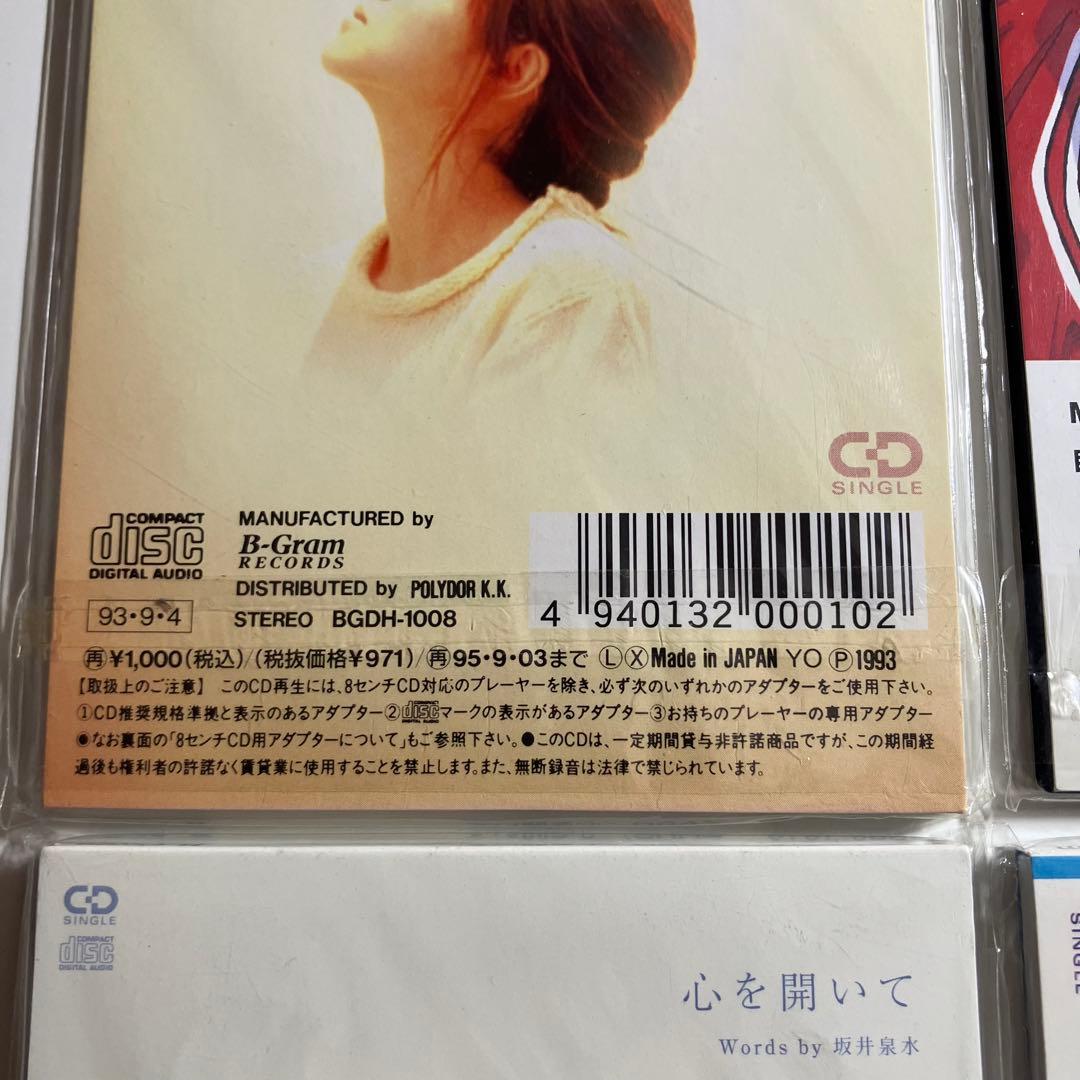 CD
SINGLE
COMPACT
disc
DIGITAL AUDIO
MANUFACTURED by
B-Gram
RECORDS
DISTRIBUTED by POLYDOR K.K.
93・9・4
STEREO BGDH-1008
4 940132 000102
㊢¥1,000(税込)/(税抜価格¥971)/㊢95・9・03まで ⓁⓍMade in JAPAN YO Ⓟ1993
【取扱上のご注意】 このCD再生には、8センチCD対応のプレーヤーを除き、必ず次のいずれかのアダプターをご使用下さい。
①CD推奨規格準拠と表示のあるアダプター②discマークの表示があるアダプター③お持ちのプレーヤーの専用アダプター
◉なお裏面の「8センチCD用アダプターについて」もご参照下さい。●このCDは、一定期間貸与非許諾商品ですが、この期間経
過後も権利者の許諾なく賃貸業に使用することを禁止します。また、無断録音は法律で禁じられています。
CD
SINGLE
COMPACT
disc
DIGITAL AUDIO
心を開いて
Words by 坂井泉水
SINGLE